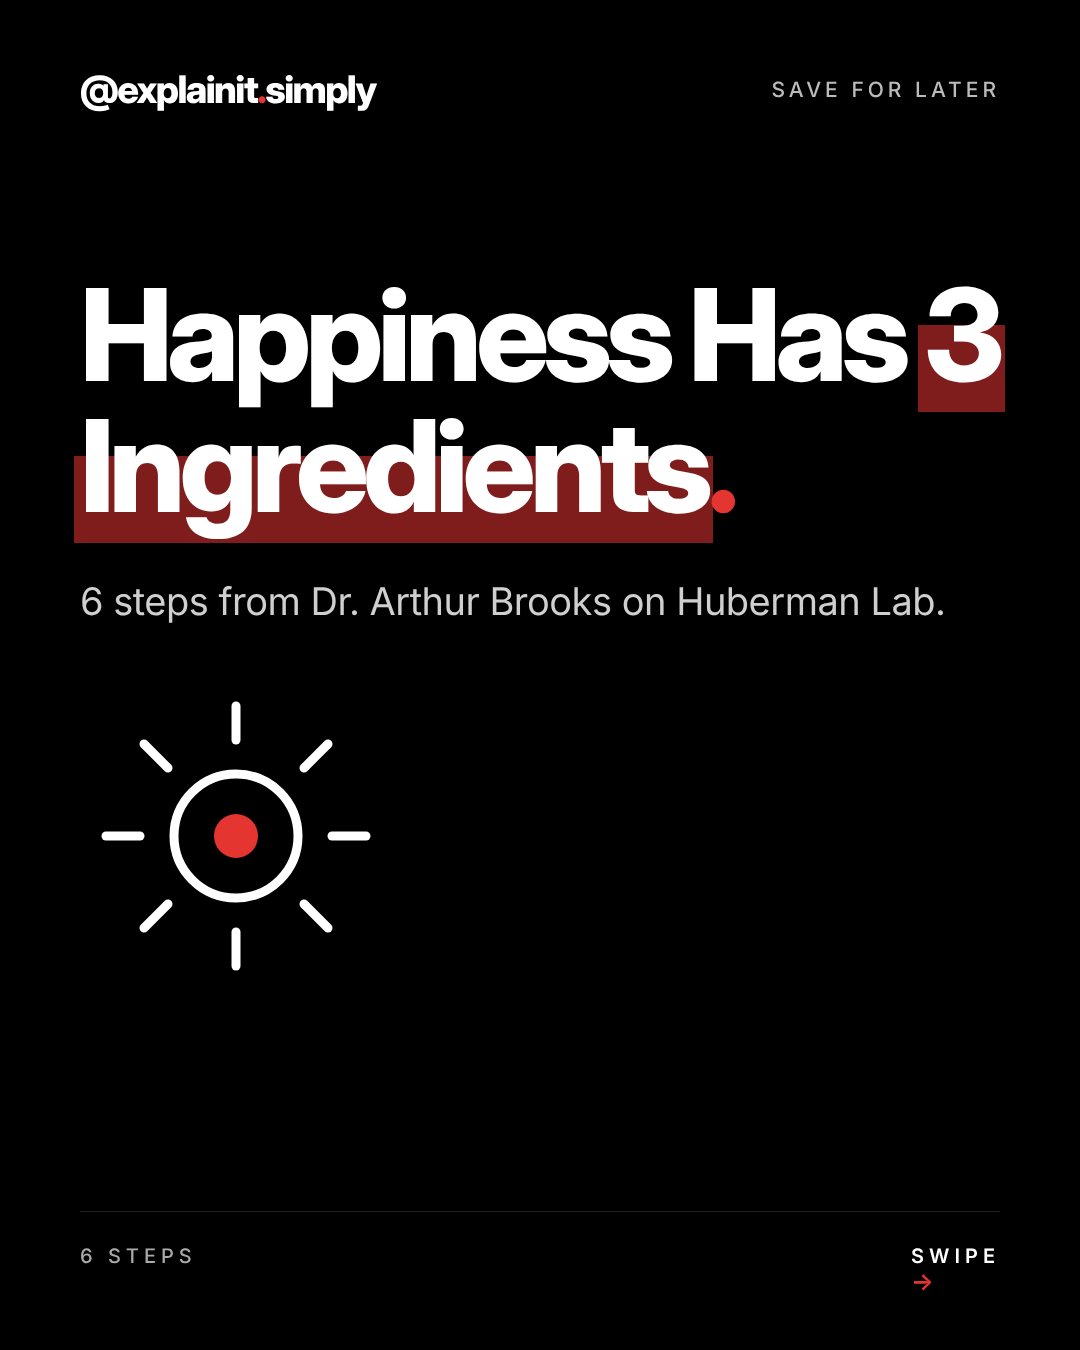 @explainit.simply
SAVE FOR LATER
Happiness Has 3
Ingredients.
6 steps from Dr. Arthur Brooks on Huberman Lab.
6 STEPS
SWIPE
→